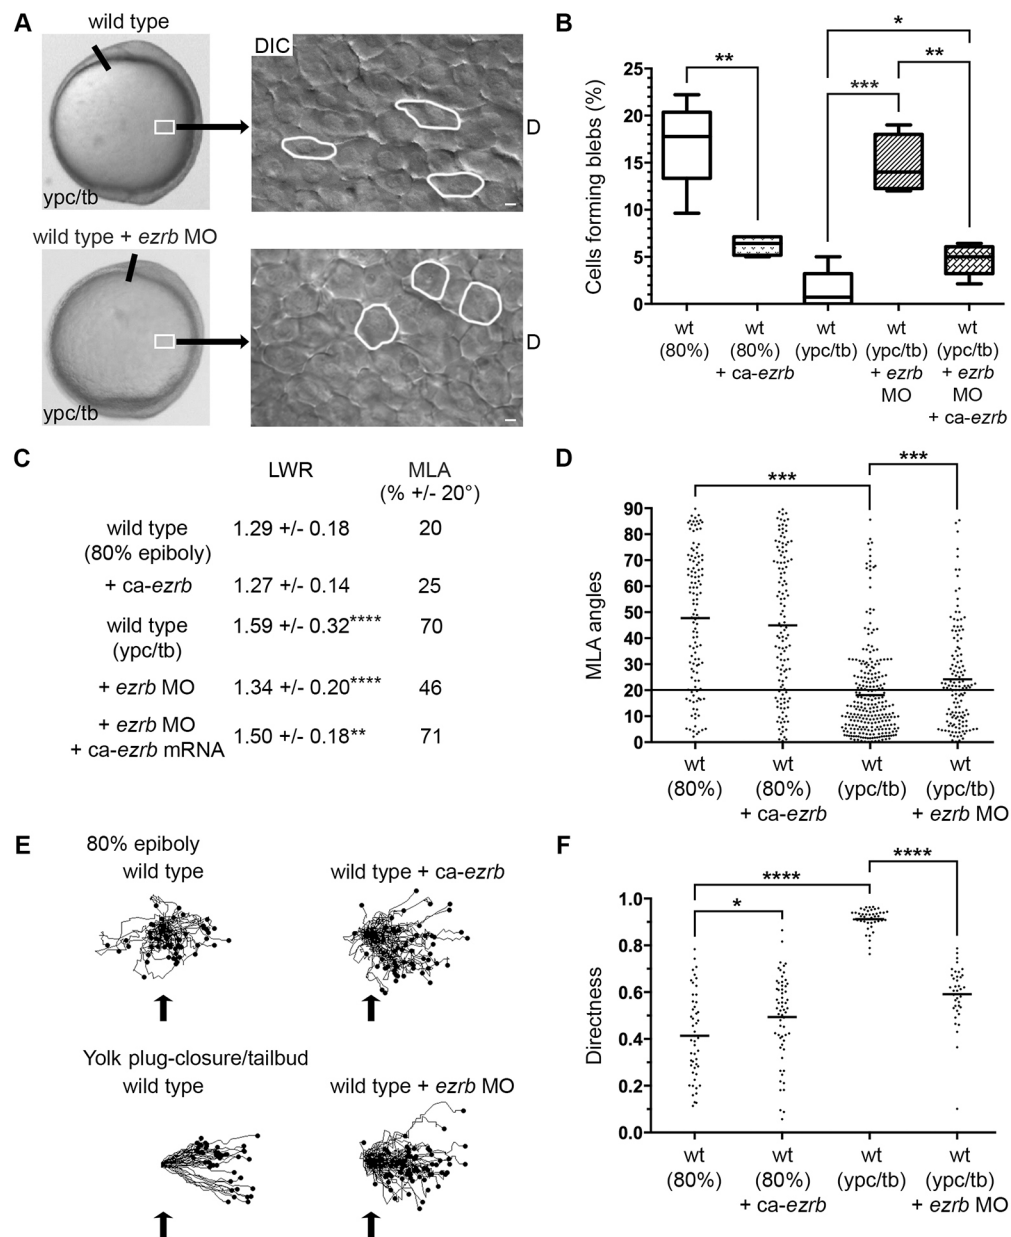 A
wild type
DIC
ypc/tb
D
wild type + ezrb MO
ypc/tb
D
B
* 
** ** 
***
25
20
15
10
5
0
Cells forming blebs (%)
wt wt wt wt wt
(80%) (80%) (ypc/tb) (ypc/tb) (ypc/tb)
+ ca-ezrb + ezrb + ezrb
MO MO
+ ca-ezrb
C
LWR MLA
(% +/- 20°)
wild type 1.29 +/- 0.18 20
(80% epiboly)
+ ca-ezrb 1.27 +/- 0.14 25
wild type 1.59 +/- 0.32**** 70
(ypc/tb)
+ ezrb MO 1.34 +/- 0.20**** 46
+ ezrb MO
+ ca-ezrb mRNA 1.50 +/- 0.18** 71
D
***
***
90
80
70
60
50
40
30
20
10
0
MLA angles
wt wt wt wt
(80%) (80%) (ypc/tb) (ypc/tb)
+ ca-ezrb + ezrb MO
E
80% epiboly
wild type wild type + ca-ezrb
Yolk plug-closure/tailbud
wild type wild type + ezrb MO
F
****
****
*
1.0
0.8
0.6
0.4
0.2
0.0
Directness
wt wt wt wt
(80%) (80%) (ypc/tb) (ypc/tb)
+ ca-ezrb + ezrb MO